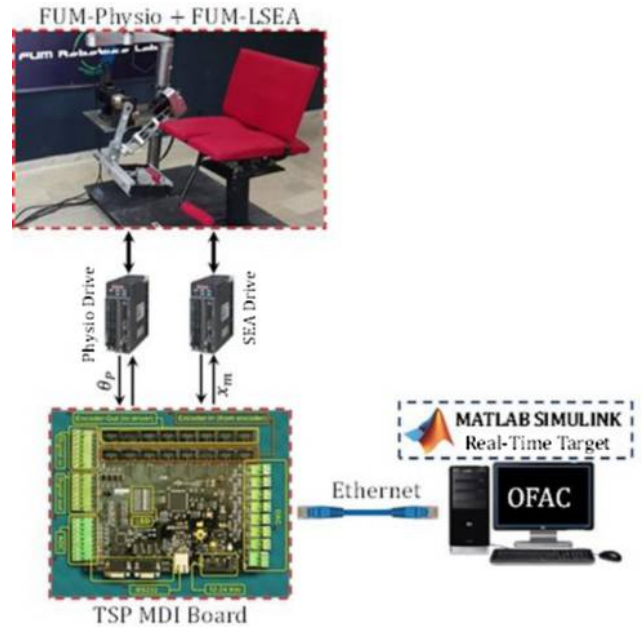 FUM-Physio + FUM-LSEA
FUM Robotics Lab
Physio Drive
SEA Drive
θP
xm
MATLAB SIMULINK
Real-Time Target
Ethernet
OFAC
TSP MDI Board